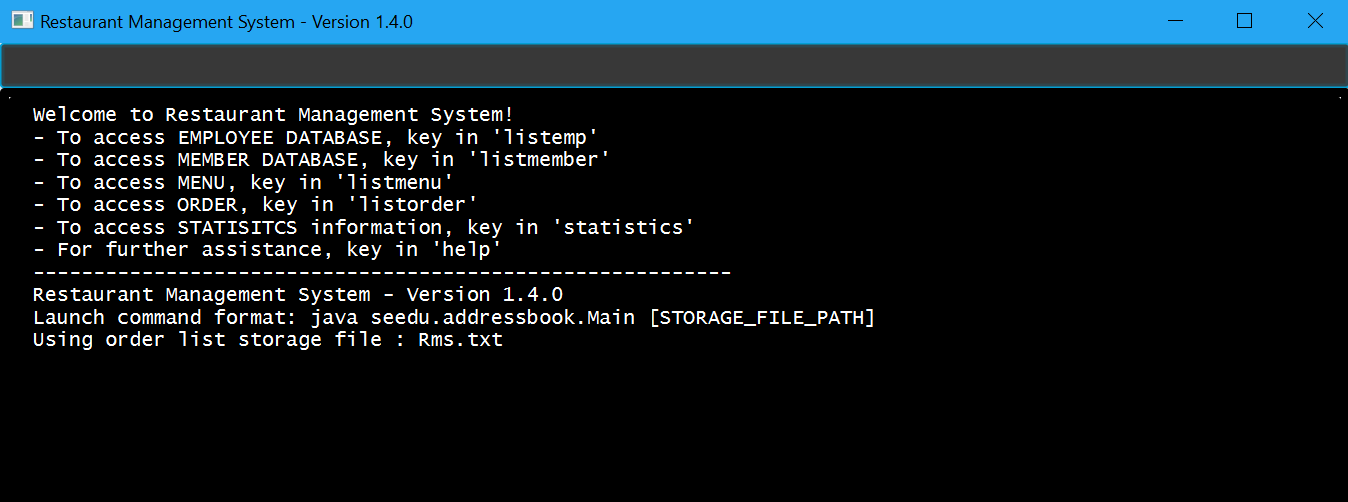 Restaurant Management System - Version 1.4.0
Welcome to Restaurant Management System!
- To access EMPLOYEE DATABASE, key in 'listemp'
- To access MEMBER DATABASE, key in 'listmember'
- To access MENU, key in 'listmenu'
- To access ORDER, key in 'listorder'
- To access STATISITCS information, key in 'statistics'
- For further assistance, key in 'help'
----------------------------------------------------------
Restaurant Management System - Version 1.4.0
Launch command format: java seedu.addressbook.Main [STORAGE_FILE_PATH]
Using order list storage file : Rms.txt